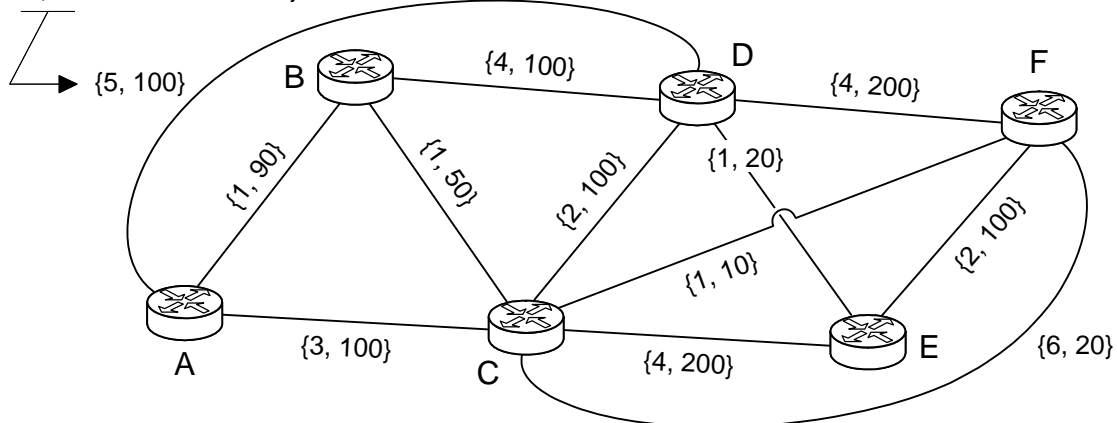 {5, 100}
B
{4, 100}
D
F
{4, 200}
{1, 90}
{1, 50}
{2, 100}
{1, 20}
{1, 10}
{2, 100}
A
{3, 100}
C
{4, 200}
E
{6, 20}